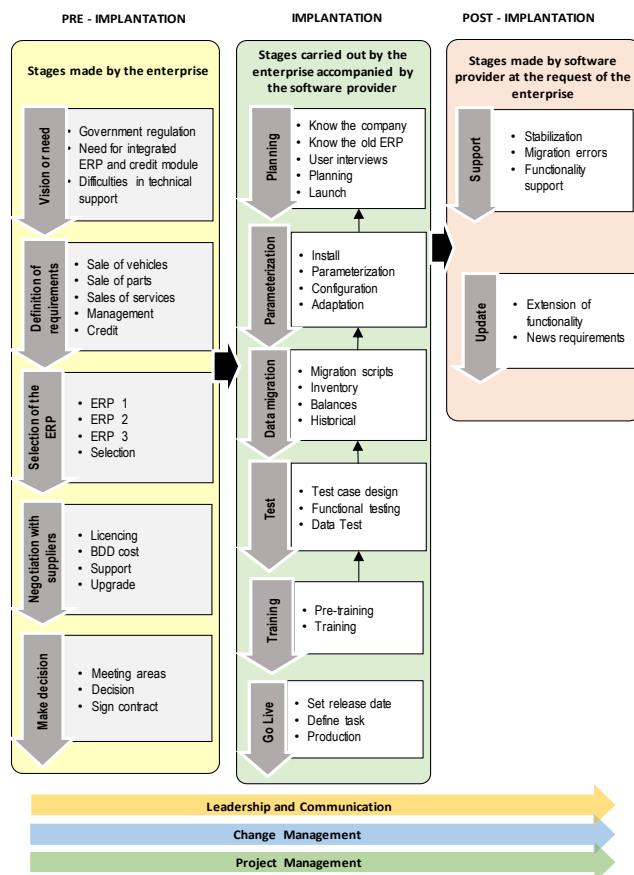 PRE - IMPLANTATION
Stages made by the enterprise
Vision or need
• Government regulation
• Need for integrated
ERP and credit module
• Difficulties in technical
support
Definition of
requirements
• Sale of vehicles
• Sale of parts
• Sales of services
• Management
• Credit
Selection of the
ERP
• ERP 1
• ERP 2
• ERP 3
• Selection
Negotiation with
suppliers
• Licencing
• BDD cost
• Support
• Upgrade
Make decision
• Meeting areas
• Decision
• Sign contract
IMPLANTATION
Stages carried out by the
enterprise accompanied by
the software provider
Planning
• Know the company
• Know the old ERP
• User interviews
• Planning
• Launch
Parameterization
• Install
• Parameterization
• Configuration
• Adaptation
Data migration
• Migration scripts
• Inventory
• Balances
• Historical
Test
• Test case design
• Functional testing
• Data Test
Training
• Pre-training
• Training
Go Live
• Set release date
• Define task
• Production
POST - IMPLANTATION
Stages made by software
provider at the request of the
enterprise
Support
• Stabilization
• Migration errors
• Functionality
support
Update
• Extension of
functionality
• News requirements
Leadership and Communication
Change Management
Project Management